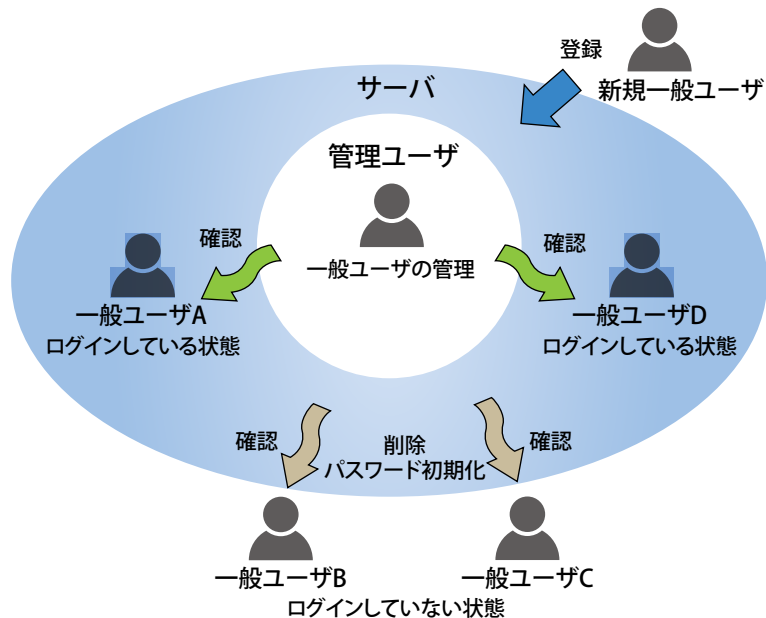 登録
新規一般ユーザ
サーバ
管理ユーザ
一般ユーザの管理
確認
確認
一般ユーザA
ログインしている状態
一般ユーザD
ログインしている状態
確認
削除
パスワード初期化
確認
一般ユーザB
一般ユーザC
ログインしていない状態